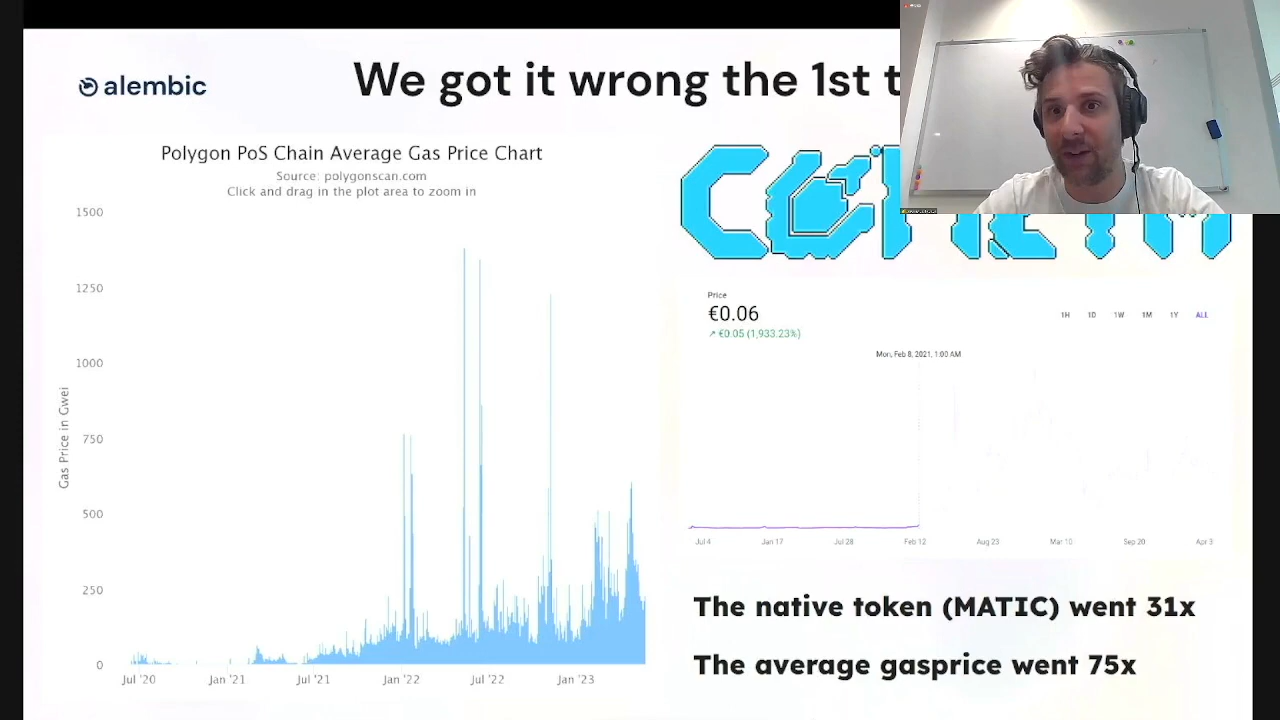 alembic
We got it wrong the 1st t
Polygon PoS Chain Average Gas Price Chart
Source: polygonscan.com
Click and drag in the plot area to zoom in
Gas Price in Gwei
1500
1250
1000
750
500
250
0
Jul '20
Jan '21
Jul '21
Jan '22
Jul '22
Jan '23
Price
€0.06
↗ €0.05 (1,933.23%)
1H
1D
1W
1M
1Y
ALL
Mon, Feb 8, 2021, 1:00 AM
Jul 4
Jan 17
Jul 28
Feb 12
Aug 23
Mar 10
Sep 20
Apr 3
The native token (MATIC) went 31x
The average gasprice went 75x